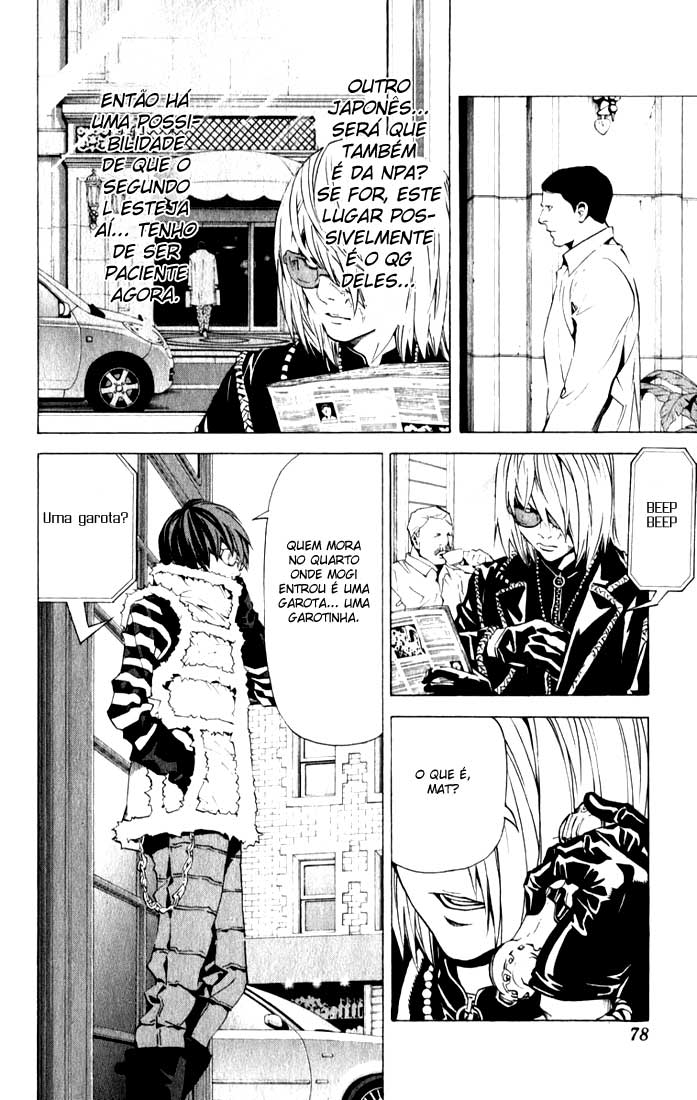 OUTRO
JAPONÊS...
SERÁ QUE
TAMBÉM
É DA NPA?
SE FOR, ESTE
LUGAR POS-
SIVELMENTE
É O QG
DELES...
ENTÃO HÁ
UMA POSSI-
BILIDADE
DE QUE O
SEGUNDO
L ESTEJA
AÍ... TENHO
DE SER
PACIENTE
AGORA.
BEEP
BEEP
O QUE É,
MAT?
QUEM MORA
NO QUARTO
ONDE MOGI
ENTROU É UMA
GAROTA... UMA
GAROTINHA.
Uma garota?
78